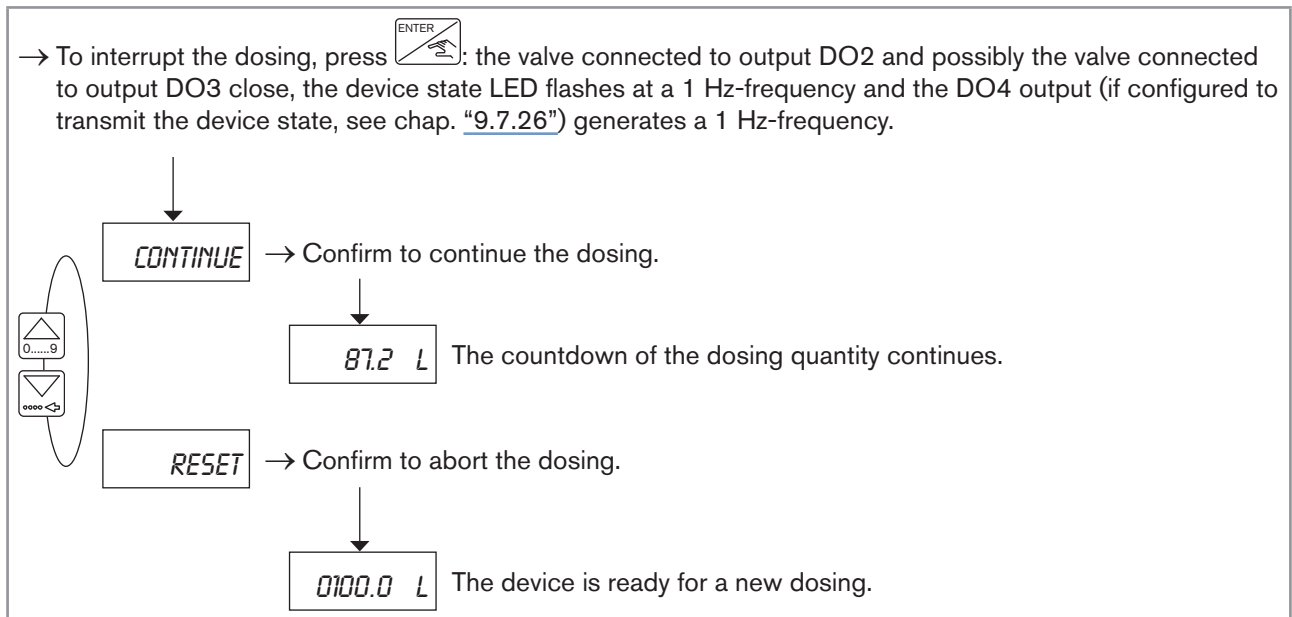 → To interrupt the dosing, press ENTER : the valve connected to output DO2 and possibly the valve connected
to output DO3 close, the device state LED flashes at a 1 Hz-frequency and the DO4 output (if configured to
transmit the device state, see chap. “9.7.26”) generates a 1 Hz-frequency.
CONTINUE → Confirm to continue the dosing.
0......9
87.2 L The countdown of the dosing quantity continues.
RESET → Confirm to abort the dosing.
0100.0 L The device is ready for a new dosing.